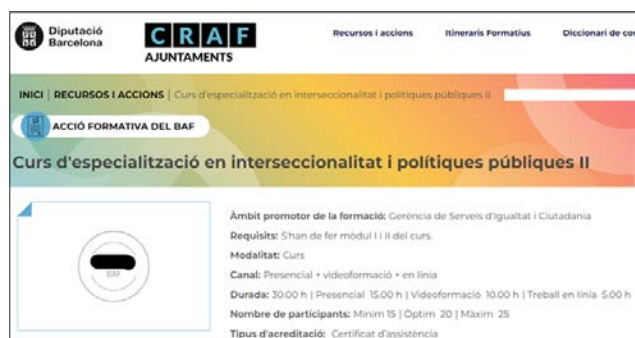 Diputació
Barcelona
CRAF
AJUNTAMENTS
Recursos i accions
Itineraris Formatius
Diccionari de co
INICI | RECURSOS I ACCIONS | Curs d'especialització en interseccionalitat i polítiques públiques II
ACCIÓ FORMATIVA DEL BAF
Curs d'especialització en interseccionalitat i polítiques públiques II
BAF
Àmbit promotor de la formació: Gerència de Serveis d'Igualtat i Ciutadania
Requisits: S'han de fer mòdul I i II del curs.
Modalitat: Curs
Canal: Presencial + videoformació + en línia
Durada: 30.00 h | Presencial 15.00 h | Videoformació 10.00 h | Treball en línia 5.00 h
Nombre de participants: Mínim 15 | Òptim 20 | Màxim 25
Tipus d'acreditació: Certificat d'assistència